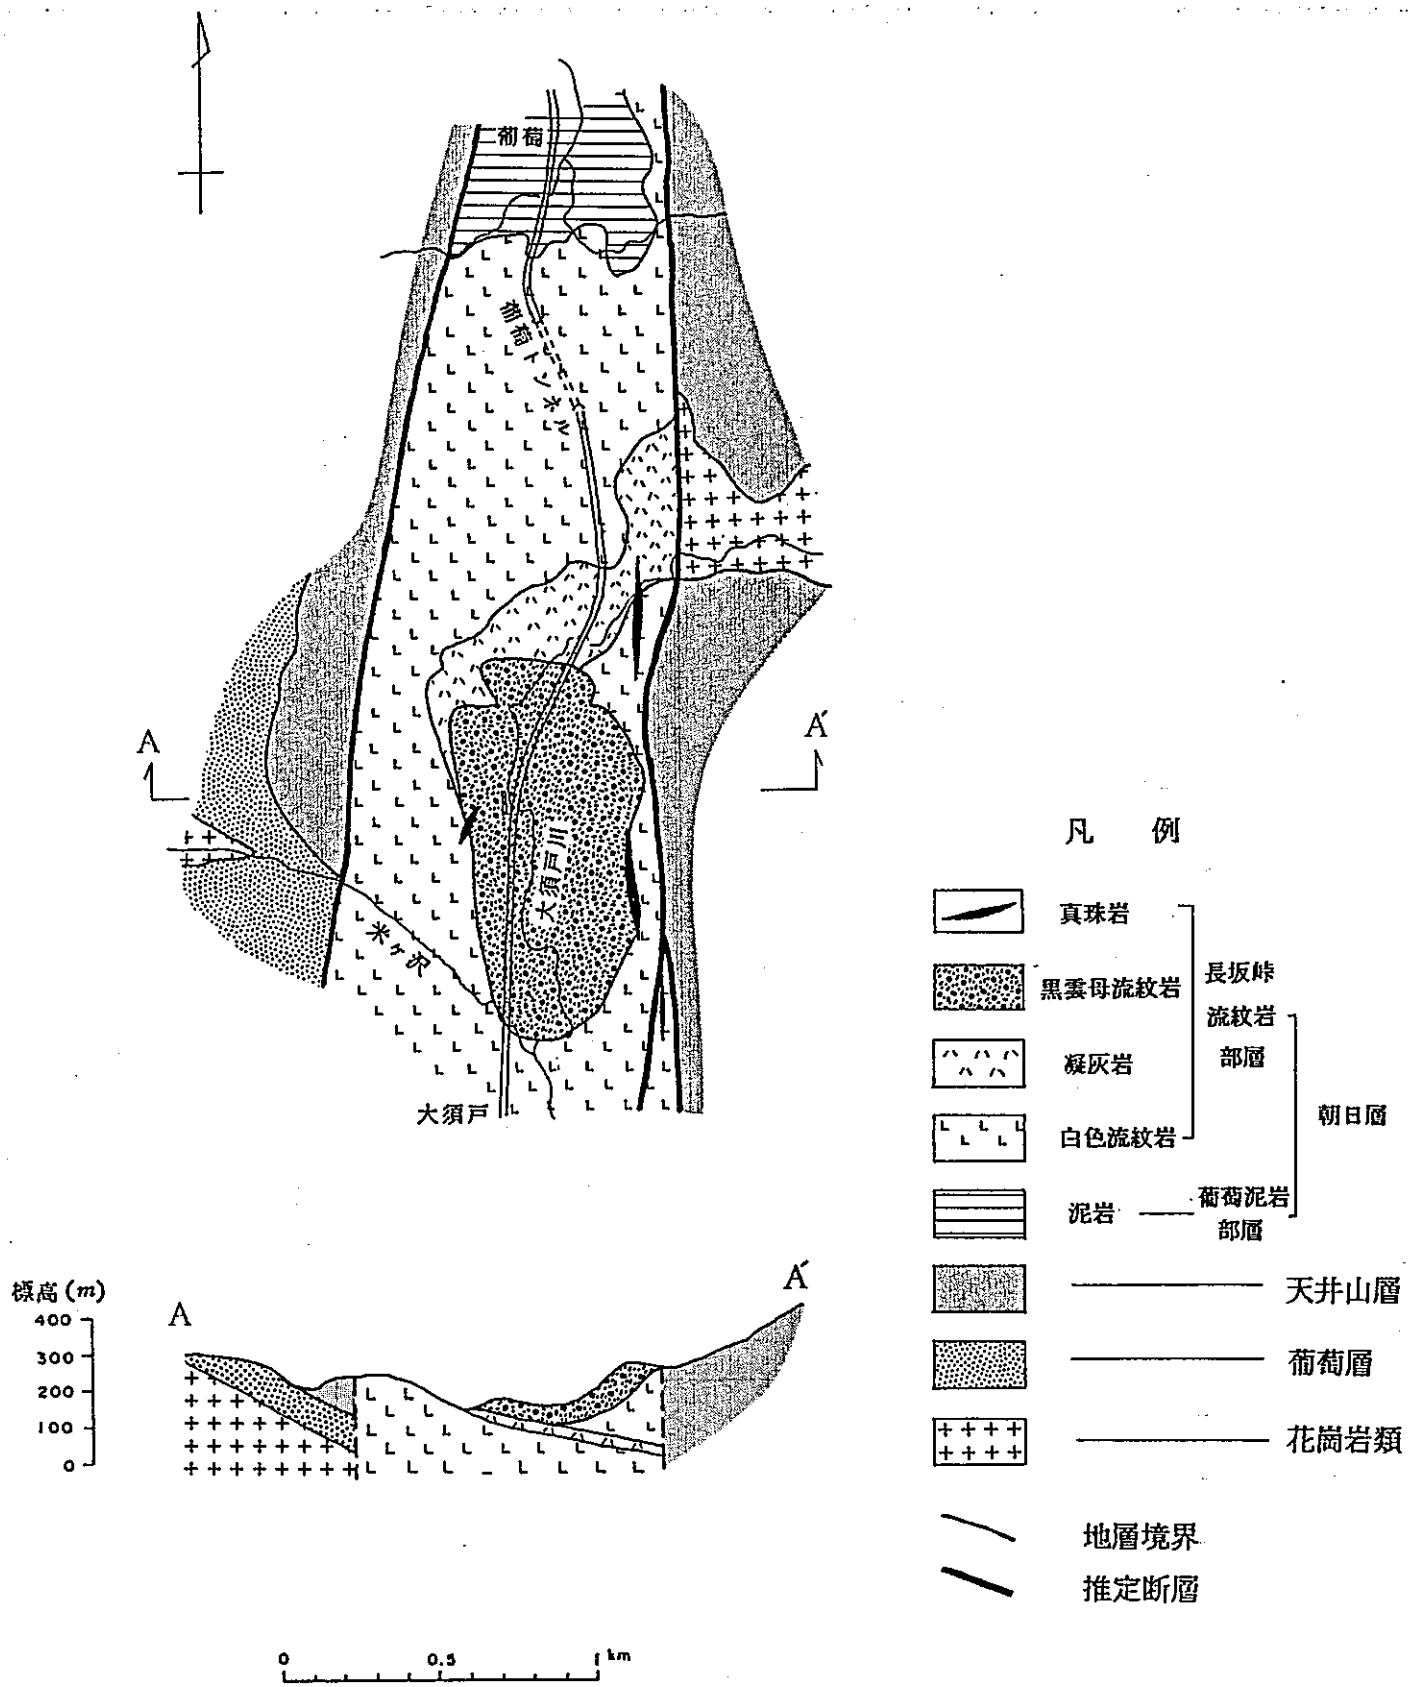 葡萄
葡萄トンネル
A
A′
大須戸川
米ヶ沢
大須戸
凡 例
真珠岩
黒雲母流紋岩
凝灰岩
白色流紋岩
長坂峠
流紋岩
部層
泥岩
葡萄泥岩
部層
朝日層
天井山層
葡萄層
花崗岩類
地層境界
推定断層
標高(m)
400
300
200
100
0
A
A′
0 0.5 1 km